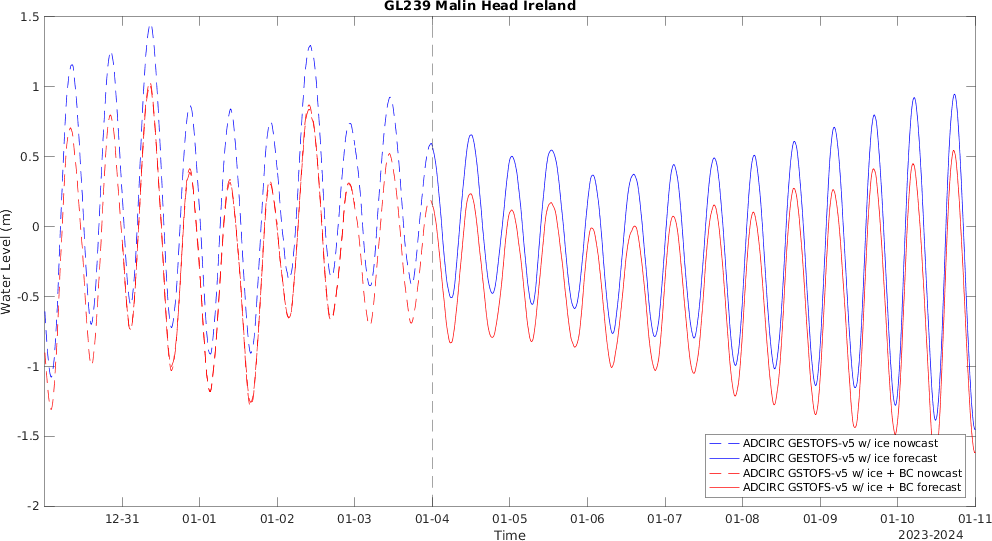 GL239 Malin Head Ireland
1.5
1
0.5
0
-0.5
-1
-1.5
-2
Water Level (m)
ADCIRC GESTOFS-v5 w/ ice nowcast
ADCIRC GESTOFS-v5 w/ ice forecast
ADCIRC GSTOFS-v5 w/ ice + BC nowcast
ADCIRC GSTOFS-v5 w/ ice + BC forecast
12-31 01-01 01-02 01-03 01-04 01-05 01-06 01-07 01-08 01-09 01-10 01-11
Time
2023-2024